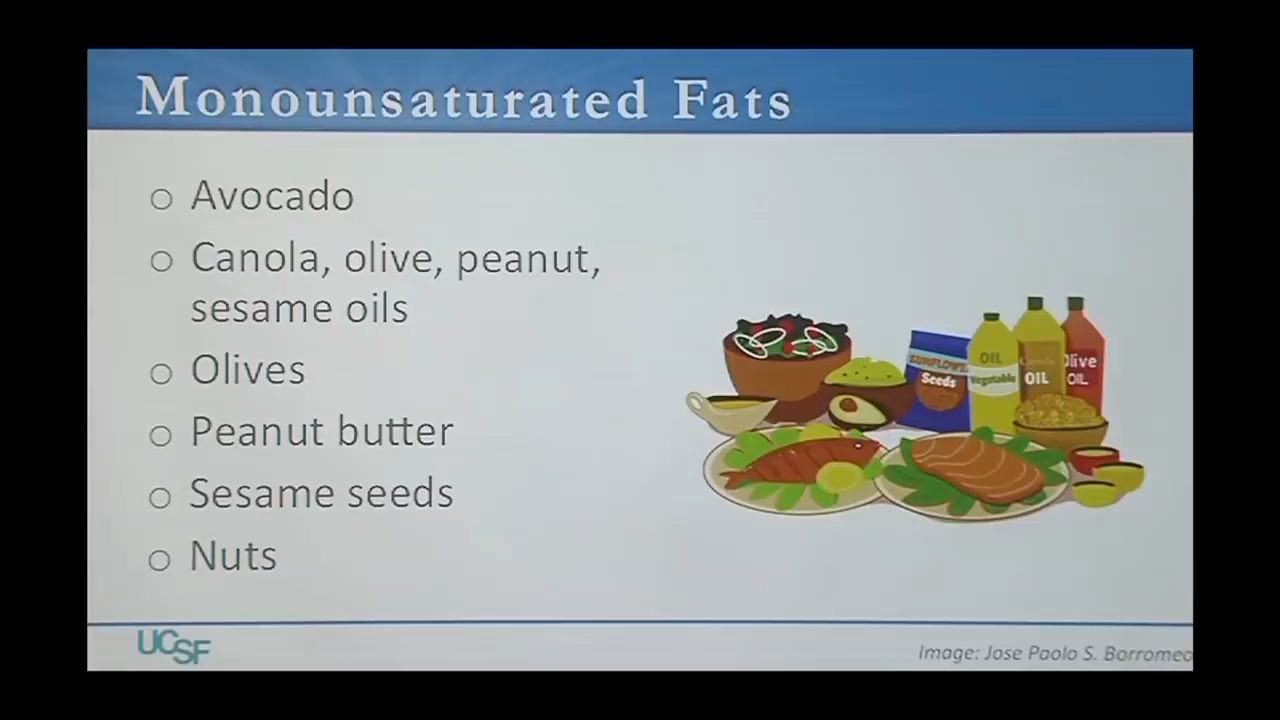 Monounsaturated Fats
○ Avocado
○ Canola, olive, peanut,
sesame oils
○ Olives
○ Peanut butter
○ Sesame seeds
○ Nuts
SUNFLOWER
Seeds
OIL
Vegetable
Canola
OIL
Olive
OIL
UCSF
Image: Jose Paolo S. Borromeo